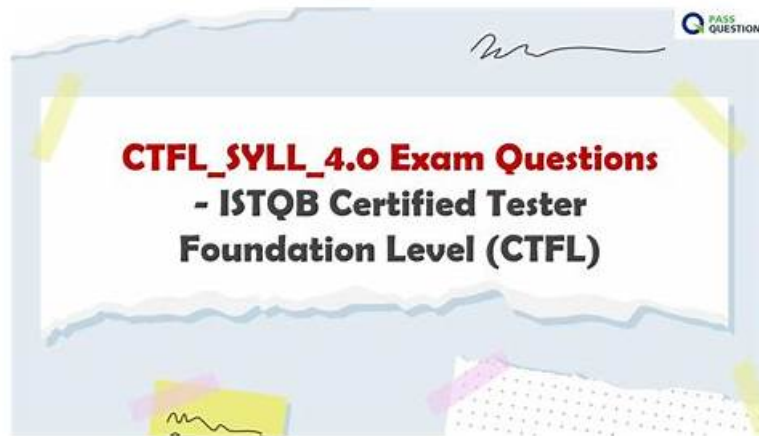 PASS
QUESTION
CTFL_SYLL_4.0 Exam Questions
- ISTQB Certified Tester
Foundation Level (CTFL)